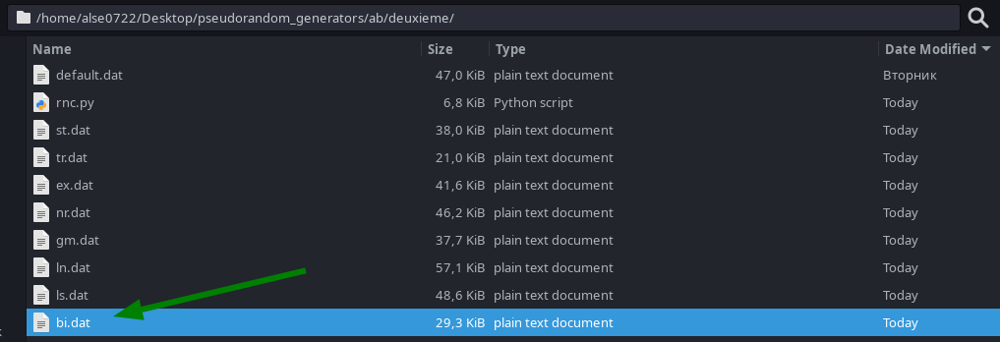 /home/alse0722/Desktop/pseudorandom_generators/ab/deuxieme/
Name Size Type Date Modified
default.dat 47,0 KiB plain text document Вторник
rnc.py 6,8 KiB Python script Today
st.dat 38,0 KiB plain text document Today
tr.dat 21,0 KiB plain text document Today
ex.dat 41,6 KiB plain text document Today
nr.dat 46,2 KiB plain text document Today
gm.dat 37,7 KiB plain text document Today
ln.dat 57,1 KiB plain text document Today
ls.dat 48,6 KiB plain text document Today
bi.dat 29,3 KiB plain text document Today